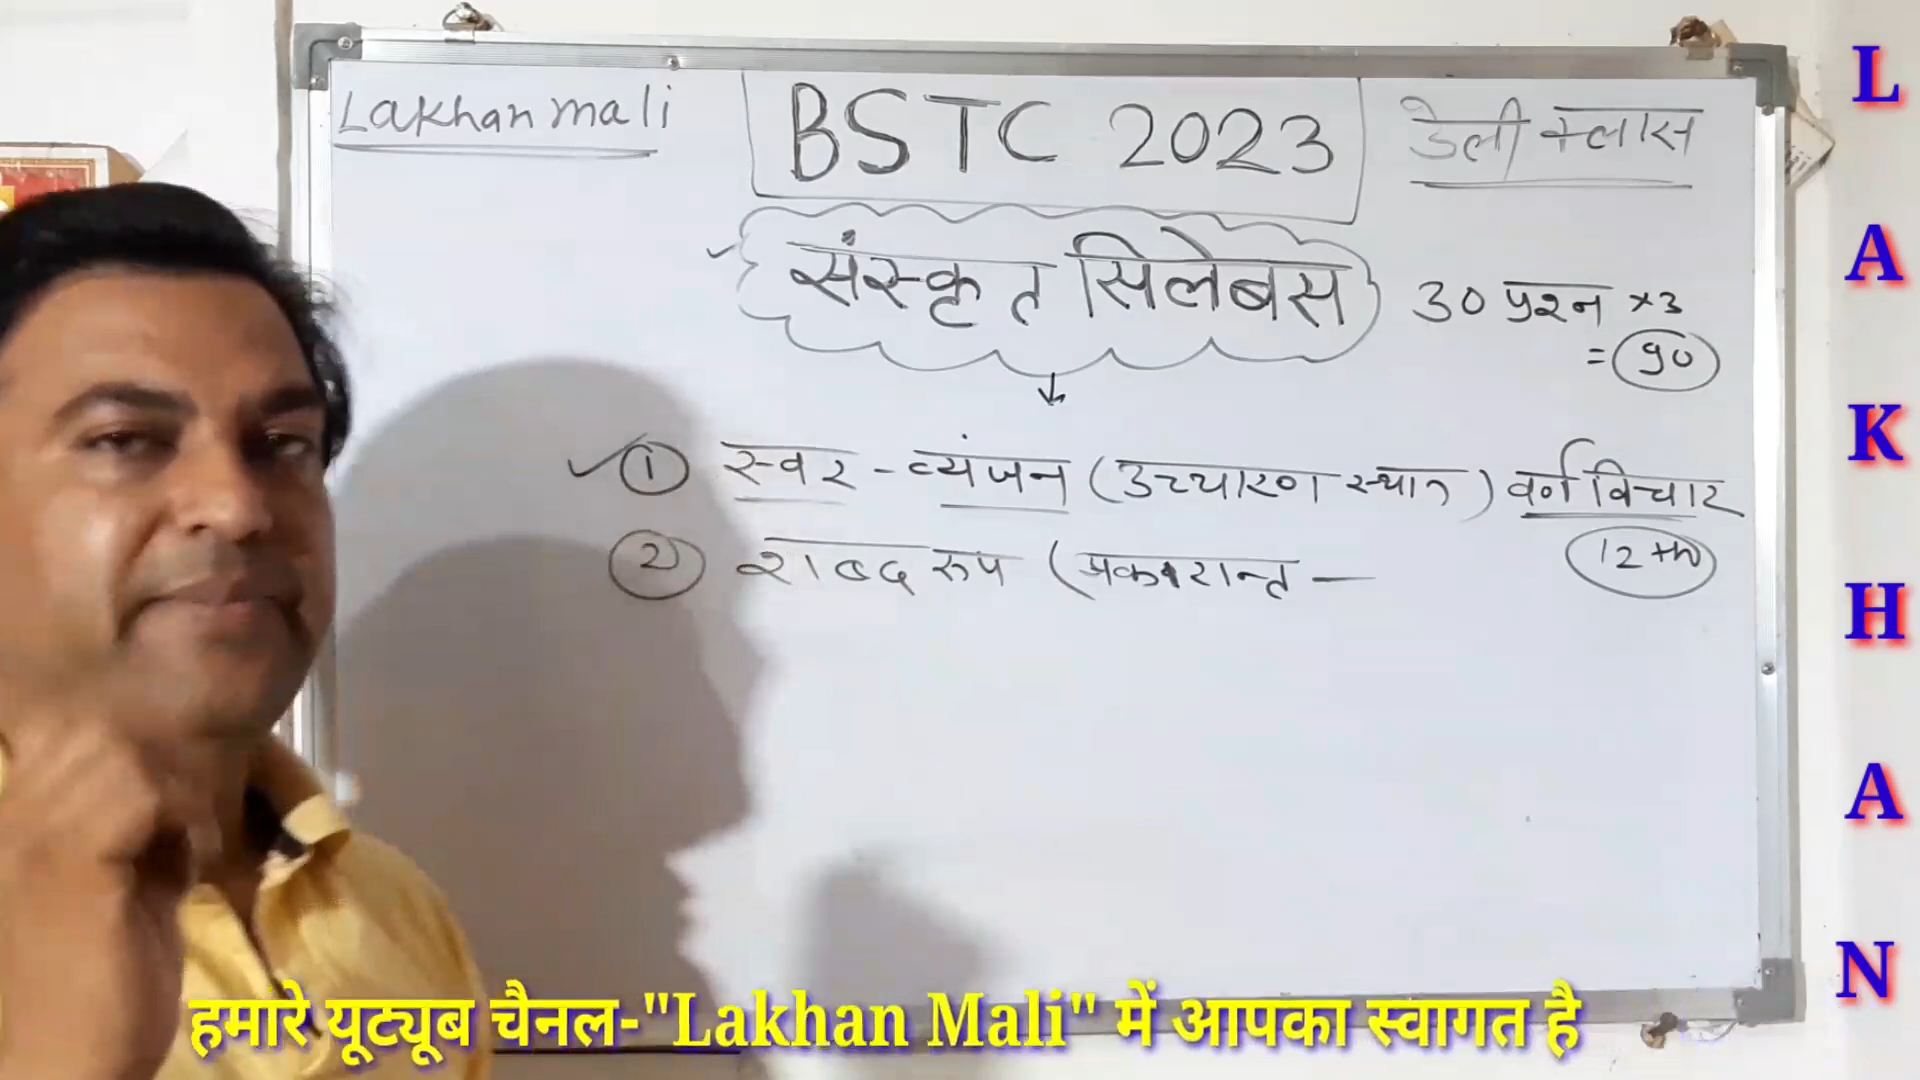 Lakhan mali
BSTC 2023
डेली क्लास
संस्कृत सिलेबस
30 प्रश्न ×3
= 90
↓
✓① स्वर - व्यंजन (उच्चारण स्थान) वर्ण विचार
12 th
② शब्द रूप (अकारान्त —
LAKHAN
हमारे यूट्यूब चैनल-"Lakhan Mali" में आपका स्वागत है